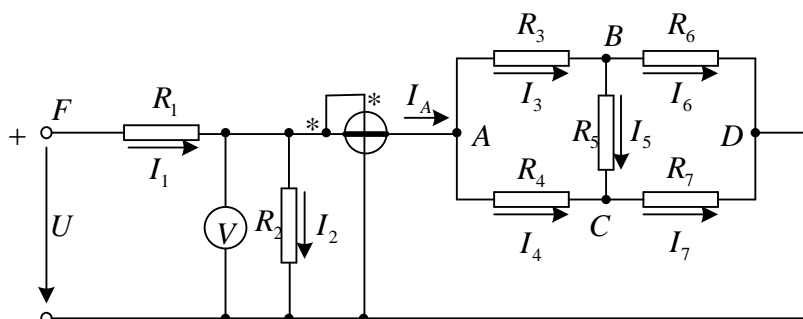 R3 B R6
I3 I6
F R1 * * IA
+ A R5 I5 D
I1
R4 R7
U V R2 I2
C
I4 I7